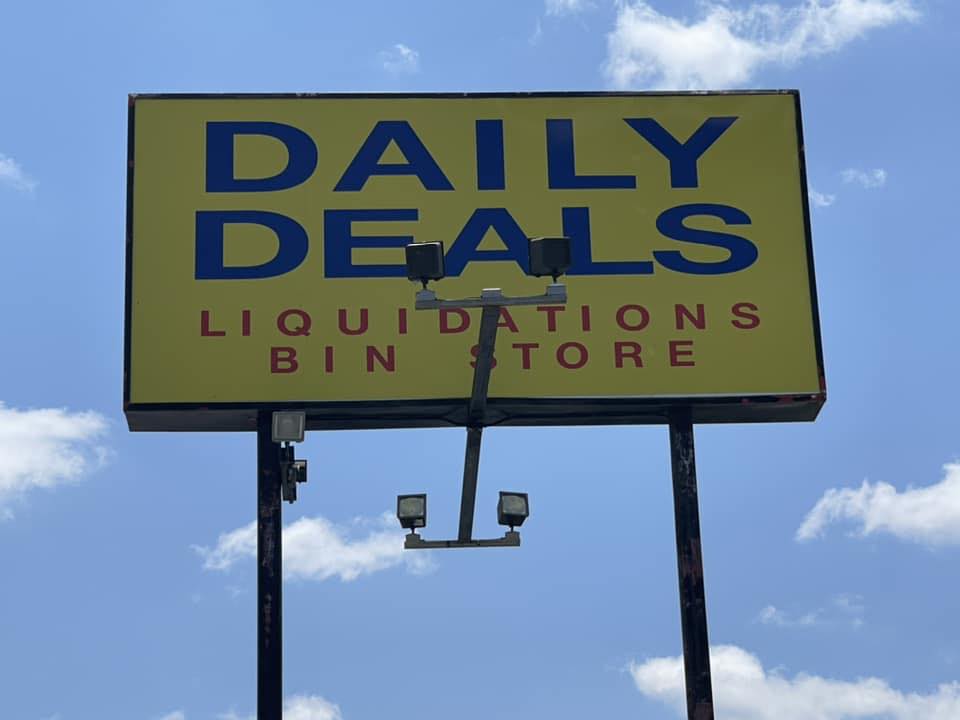 DAILY
DEALS
LIQUIDATIONS
BIN STORE